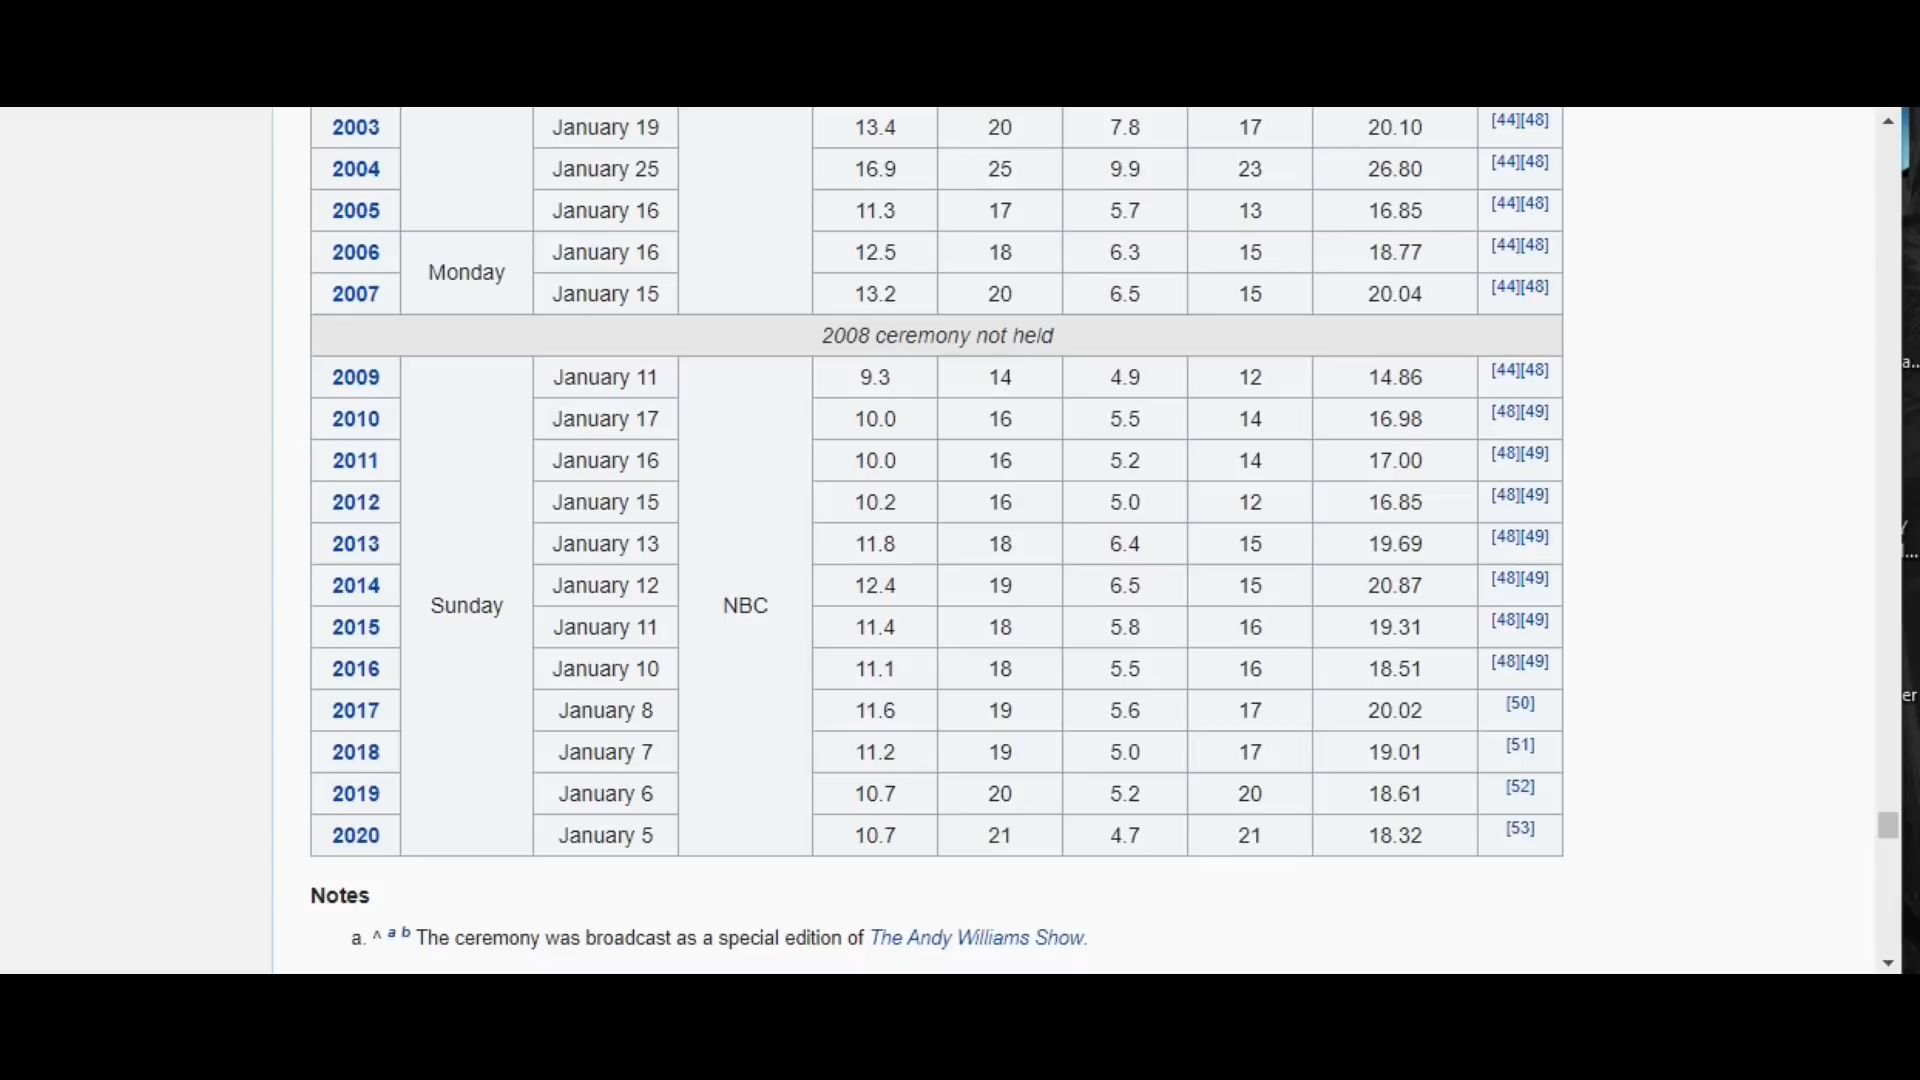 2003 January 19 13.4 20 7.8 17 20.10 [44][48]
2004 January 25 16.9 25 9.9 23 26.80 [44][48]
2005 January 16 11.3 17 5.7 13 16.85 [44][48]
2006 Monday January 16 12.5 18 6.3 15 18.77 [44][48]
2007 January 15 13.2 20 6.5 15 20.04 [44][48]
2008 ceremony not held
2009 January 11 9.3 14 4.9 12 14.86 [44][48]
2010 January 17 10.0 16 5.5 14 16.98 [48][49]
2011 January 16 10.0 16 5.2 14 17.00 [48][49]
2012 January 15 10.2 16 5.0 12 16.85 [48][49]
2013 January 13 11.8 18 6.4 15 19.69 [48][49]
2014 January 12 12.4 19 6.5 15 20.87 [48][49]
Sunday NBC
2015 January 11 11.4 18 5.8 16 19.31 [48][49]
2016 January 10 11.1 18 5.5 16 18.51 [48][49]
2017 January 8 11.6 19 5.6 17 20.02 [50]
2018 January 7 11.2 19 5.0 17 19.01 [51]
2019 January 6 10.7 20 5.2 20 18.61 [52]
2020 January 5 10.7 21 4.7 21 18.32 [53]
Notes
a. ^ a b The ceremony was broadcast as a special edition of The Andy Williams Show.